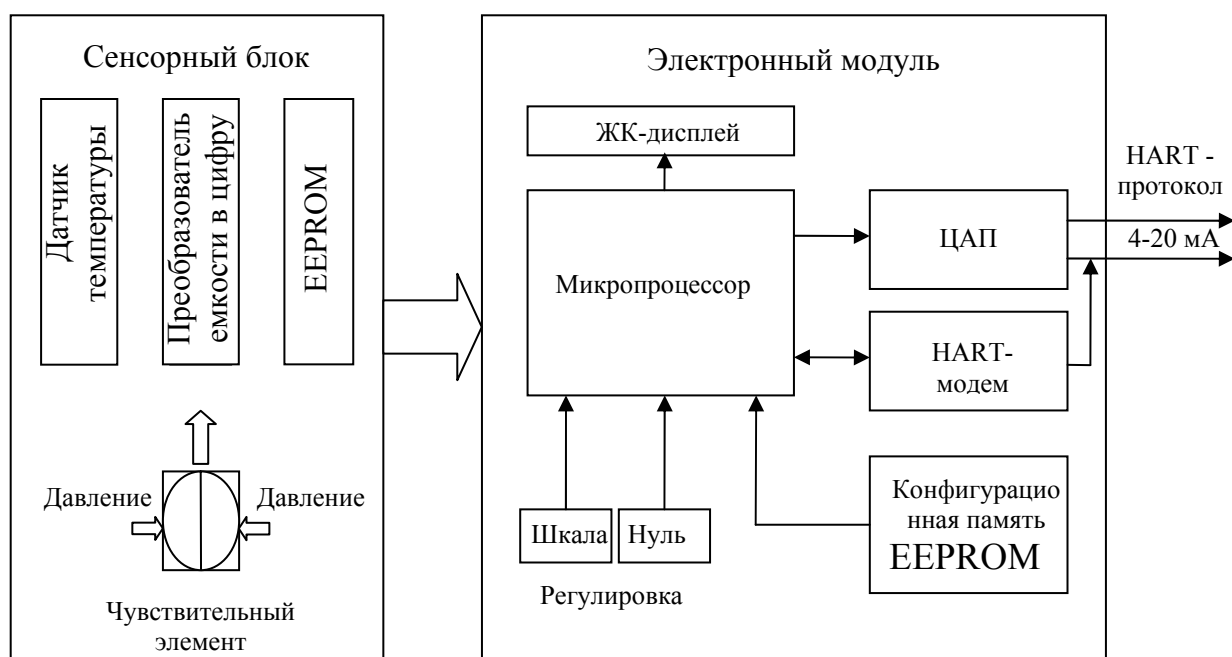 Сенсорный блок
Датчик
температуры
Преобразователь
емкости в цифру
EEPROM
Давление
Давление
Чувствительный
элемент
Электронный модуль
ЖК-дисплей
Микропроцессор
ЦАП
HART -
протокол
4-20 мА
HART-
модем
Конфигурацио
нная память
EEPROM
Шкала
Нуль
Регулировка